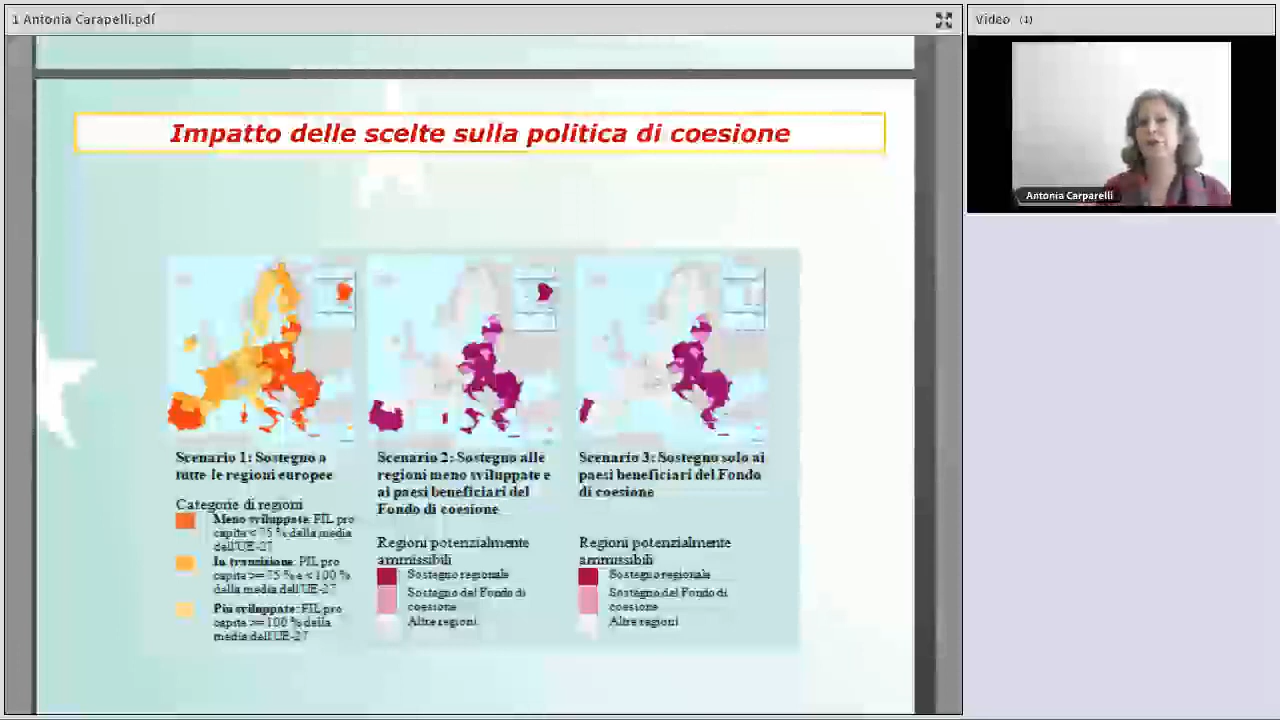 1 Antonia Carapelli.pdf
Video (1)
Antonia Carparelli
Impatto delle scelte sulla politica di coesione
Scenario 1: Sostegno a
tutte le regioni europee
Categorie di regioni
Meno sviluppate: PIL pro
capita < 75 % della media
dell'UE-27
In transizione: PIL pro
capita >= 75 % e < 100 %
della media dell'UE-27
Più sviluppate: PIL pro
capita >= 100 % della
media dell'UE-27
Scenario 2: Sostegno alle
regioni meno sviluppate e
ai paesi beneficiari del
Fondo di coesione
Regioni potenzialmente
ammissibili
Sostegno regionale
Sostegno del Fondo di
coesione
Altre regioni
Scenario 3: Sostegno solo ai
paesi beneficiari del Fondo
di coesione
Regioni potenzialmente
ammissibili
Sostegno regionale
Sostegno del Fondo di
coesione
Altre regioni